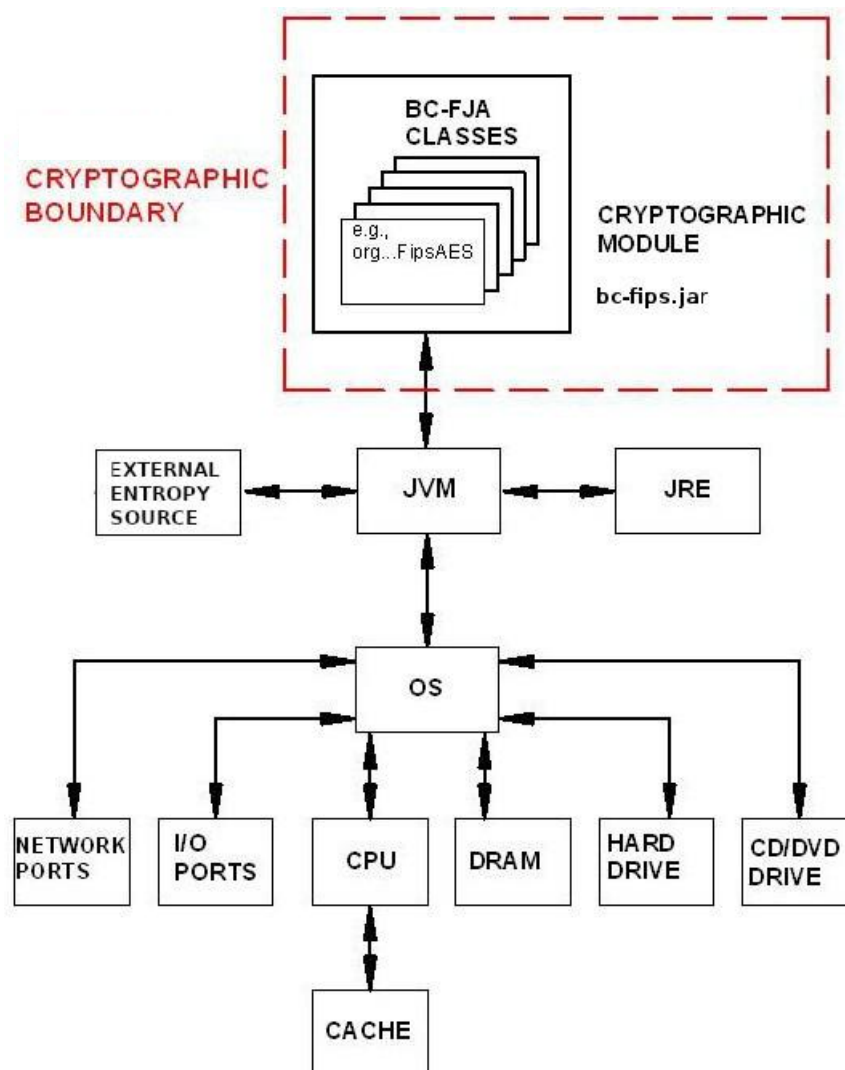 BC-FJA
CLASSES
e.g.,
org...FipsAES
CRYPTOGRAPHIC
BOUNDARY
CRYPTOGRAPHIC
MODULE
bc-fips.jar
EXTERNAL
ENTROPY
SOURCE
JVM
JRE
OS
NETWORK
PORTS
I/O
PORTS
CPU
DRAM
HARD
DRIVE
CD/DVD
DRIVE
CACHE